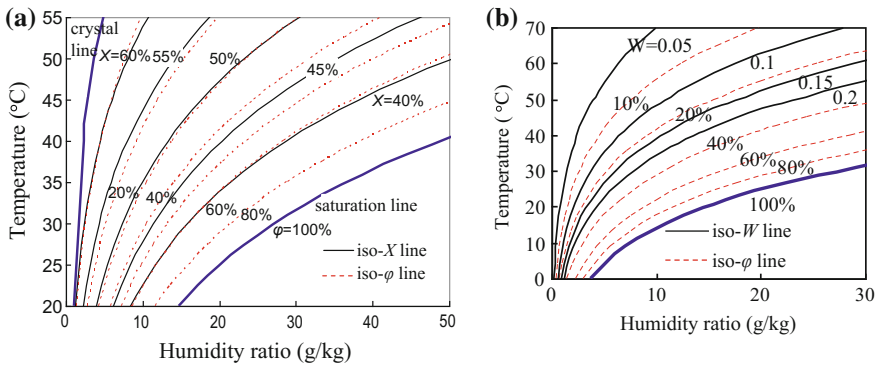 (a)
Temperature (°C)
55
50
45
40
35
30
25
20
0
10
20
30
40
50
Humidity ratio (g/kg)
crystal
line
X=60%
55%
50%
45%
X=40%
20%
40%
60%
80%
φ=100%
saturation line
iso-X line
iso-φ line
(b)
Temperature ( °C)
70
60
50
40
30
20
10
0
0
10
20
30
Humidity ratio (g/kg)
W=0.05
0.1
0.15
0.2
10%
20%
40%
60%
80%
100%
iso-W line
iso-φ line